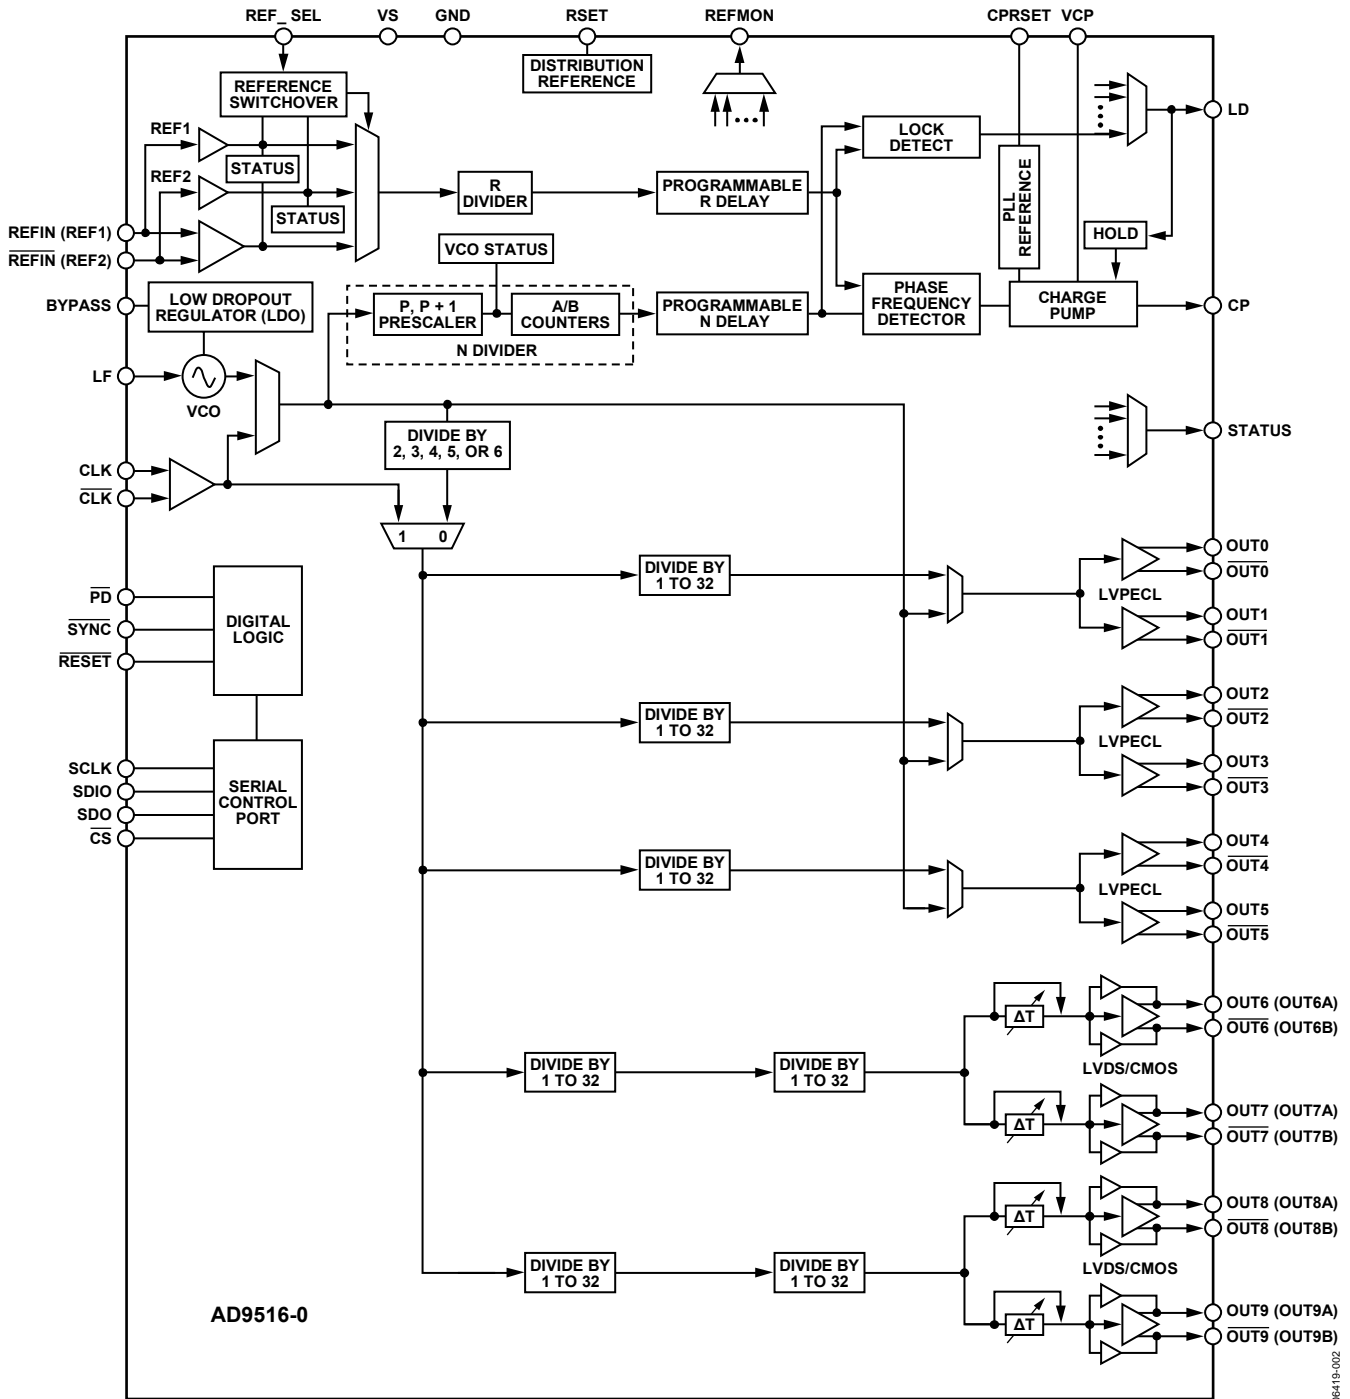 REF_ SEL
VS
GND
RSET
REFMON
CPRSET
VCP
DISTRIBUTION
REFERENCE
REFERENCE
SWITCHOVER
REF1
STATUS
REF2
STATUS
R
DIVIDER
PROGRAMMABLE
R DELAY
LOCK
DETECT
LD
PLL
REFERENCE
HOLD
REFIN (REF1)
REFIN (REF2)
VCO STATUS
BYPASS
LOW DROPOUT
REGULATOR (LDO)
P, P + 1
PRESCALER
A/B
COUNTERS
N DIVIDER
PROGRAMMABLE
N DELAY
PHASE
FREQUENCY
DETECTOR
CHARGE
PUMP
CP
LF
VCO
STATUS
DIVIDE BY
2, 3, 4, 5, OR 6
CLK
CLK
1 0
DIVIDE BY
1 TO 32
LVPECL
OUT0
OUT0
OUT1
OUT1
PD
SYNC
RESET
DIGITAL
LOGIC
DIVIDE BY
1 TO 32
LVPECL
OUT2
OUT2
OUT3
OUT3
SCLK
SDIO
SDO
CS
SERIAL
CONTROL
PORT
DIVIDE BY
1 TO 32
LVPECL
OUT4
OUT4
OUT5
OUT5
DIVIDE BY
1 TO 32
DIVIDE BY
1 TO 32
ΔT
ΔT
LVDS/CMOS
OUT6 (OUT6A)
OUT6 (OUT6B)
OUT7 (OUT7A)
OUT7 (OUT7B)
DIVIDE BY
1 TO 32
DIVIDE BY
1 TO 32
ΔT
ΔT
LVDS/CMOS
OUT8 (OUT8A)
OUT8 (OUT8B)
OUT9 (OUT9A)
OUT9 (OUT9B)
AD9516-0
06419-002